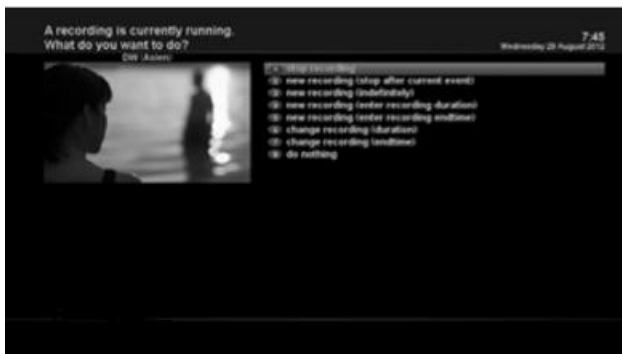 A recording is currently running.
What do you want to do?
7:45
Wednesday 29 August 2012
DW (Asien)
stop recording
new recording (stop after current event)
new recording (indefinitely)
new recording (enter recording duration)
new recording (enter recording endtime)
change recording (duration)
change recording (endtime)
do nothing